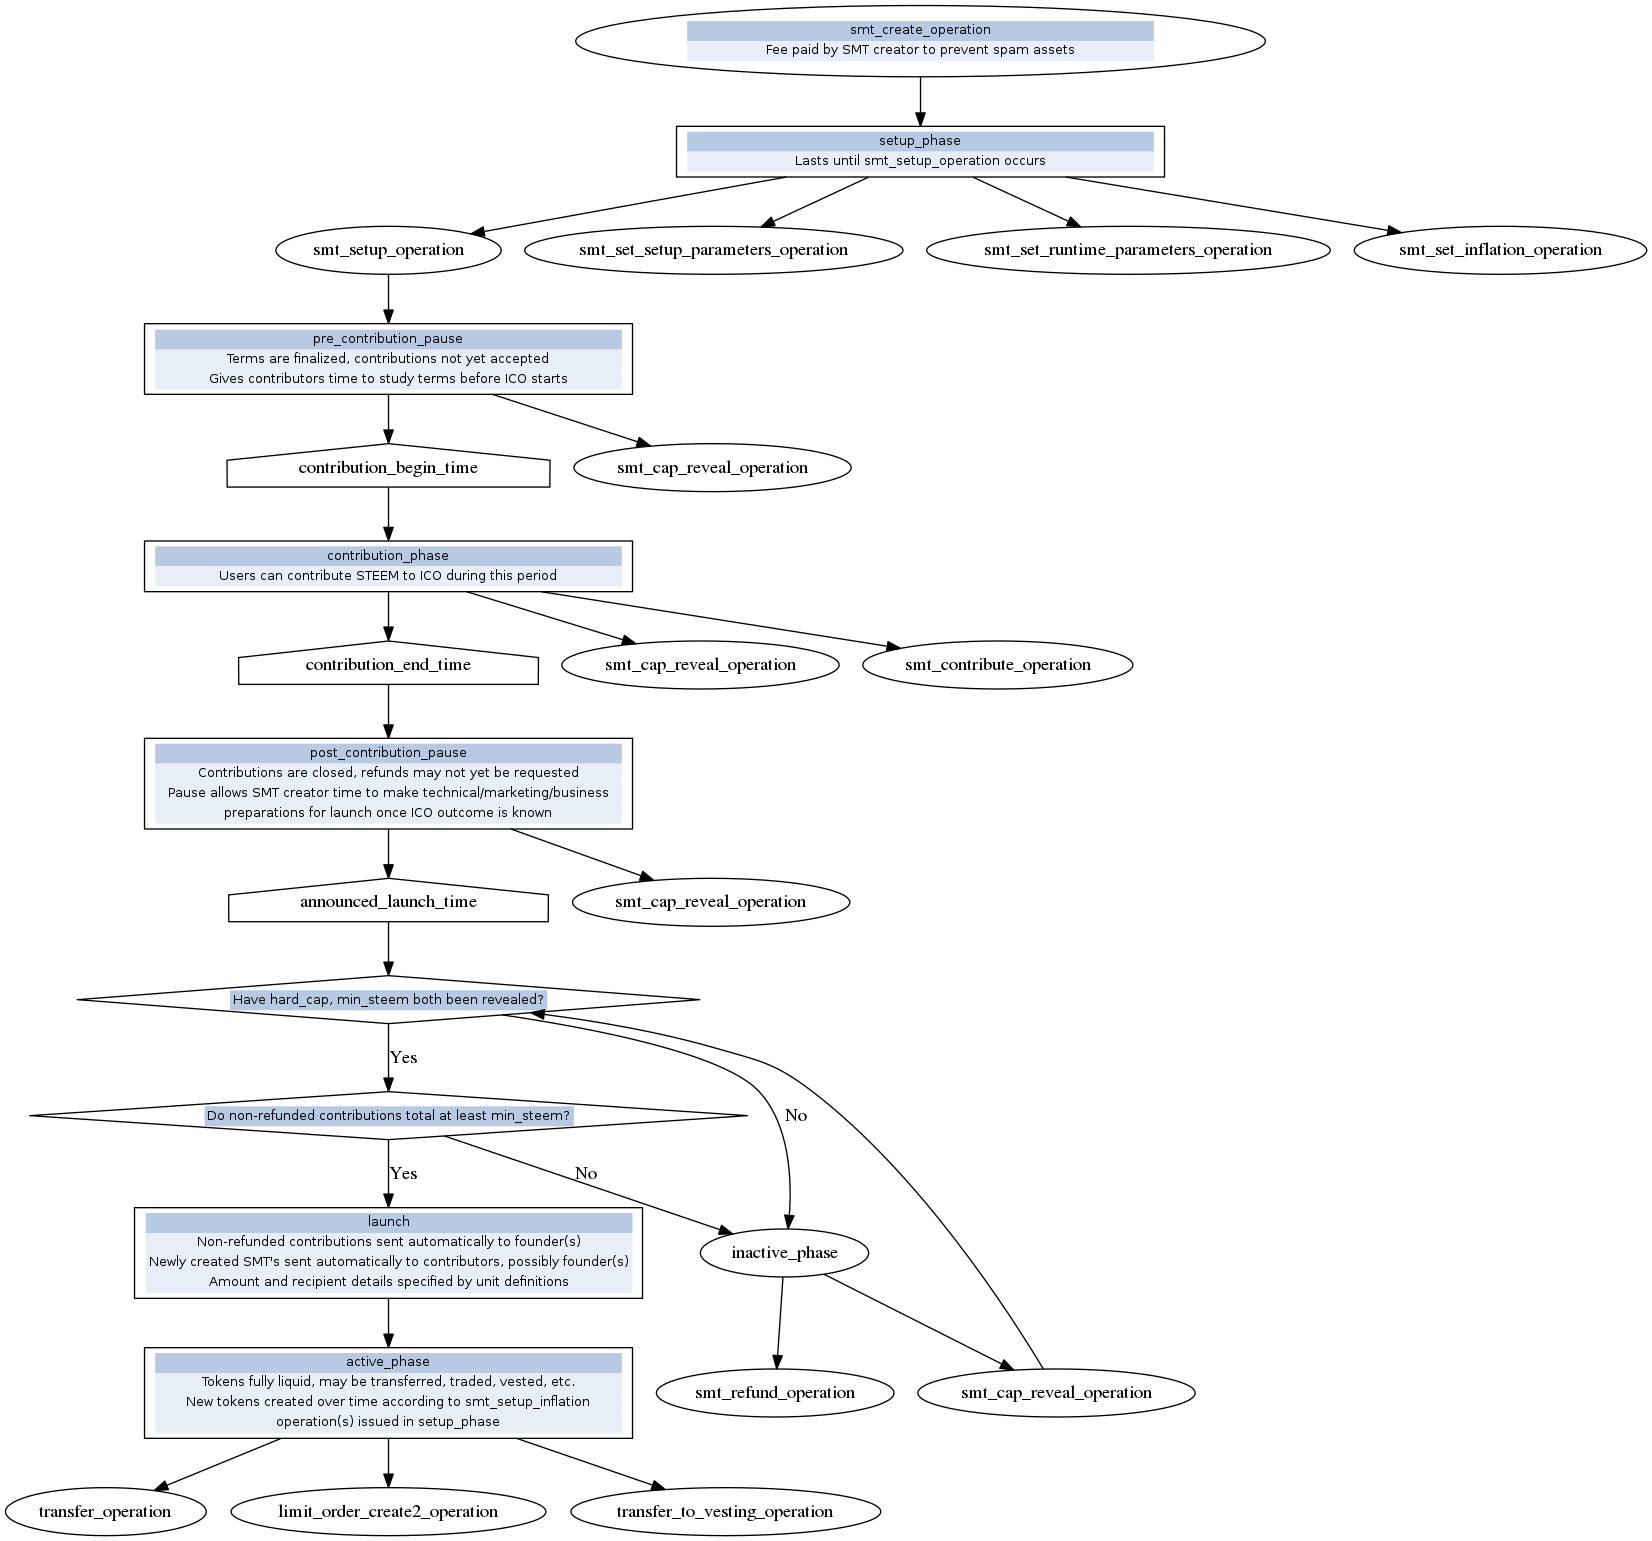 smt_create_operation
Fee paid by SMT creator to prevent spam assets
setup_phase
Lasts until smt_setup_operation occurs
smt_setup_operation
smt_set_setup_parameters_operation
smt_set_runtime_parameters_operation
smt_set_inflation_operation
pre_contribution_pause
Terms are finalized, contributions not yet accepted
Gives contributors time to study terms before ICO starts
contribution_begin_time
smt_cap_reveal_operation
contribution_phase
Users can contribute STEEM to ICO during this period
contribution_end_time
smt_cap_reveal_operation
smt_contribute_operation
post_contribution_pause
Contributions are closed, refunds may not yet be requested
Pause allows SMT creator time to make technical/marketing/business
preparations for launch once ICO outcome is known
announced_launch_time
smt_cap_reveal_operation
Have hard_cap, min_steem both been revealed?
Yes
Do non-refunded contributions total at least min_steem?
No
Yes
No
launch
Non-refunded contributions sent automatically to founder(s)
Newly created SMT's sent automatically to contributors, possibly founder(s)
Amount and recipient details specified by unit definitions
inactive_phase
active_phase
Tokens fully liquid, may be transferred, traded, vested, etc.
New tokens created over time according to smt_setup_inflation
operation(s) issued in setup_phase
smt_refund_operation
smt_cap_reveal_operation
transfer_operation
limit_order_create2_operation
transfer_to_vesting_operation